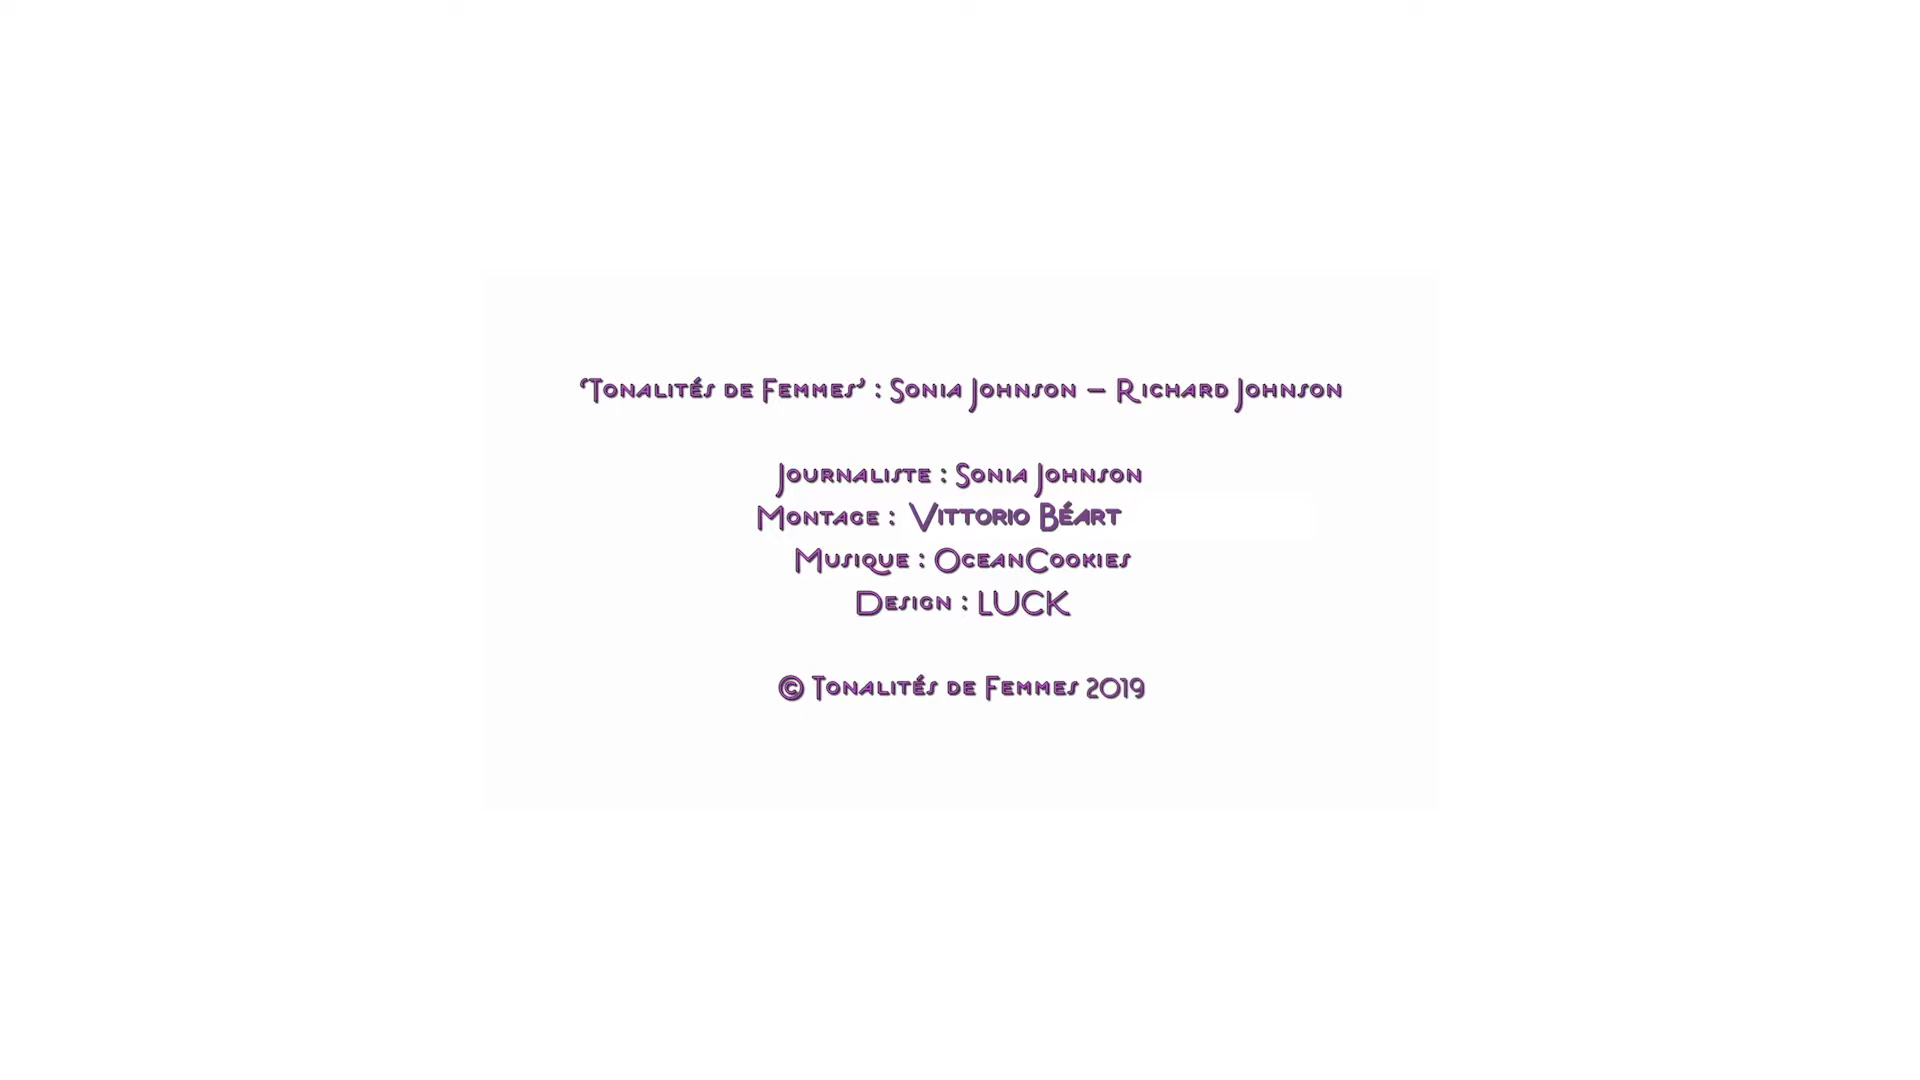 ‘Tonalités de Femmes’ : Sonia Johnson – Richard Johnson
Journaliste : Sonia Johnson
Montage : Vittorio Béart
Musique : OceanCookies
Design : LUCK
© Tonalités de Femmes 2019